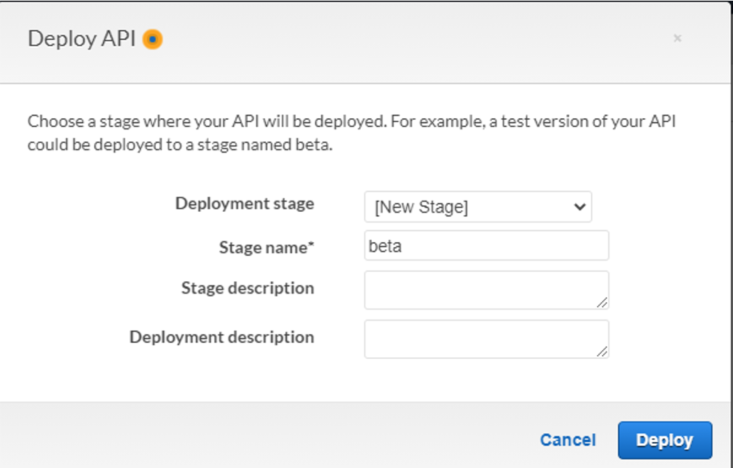 Deploy API
Choose a stage where your API will be deployed. For example, a test version of your API
could be deployed to a stage named beta.
Deployment stage [New Stage]
Stage name* beta
Stage description
Deployment description
Cancel Deploy